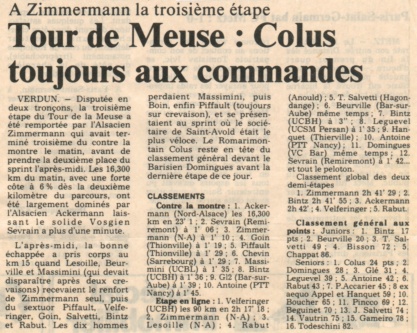 A Zimmermann la troisième étape
Tour de Meuse : Colus
toujours aux commandes
VERDUN. — Disputée en
deux tronçons, la troisième
étape du Tour de la Meuse a
été remportée par l'Alsacien
Zimmermann qui avait ter-
miné troisième du contre la
montre le matin, avant de
prendre la deuxième place du
sprint l'après-midi. Les 16,300
km du matin, avec une forte
côte à 6% dès la deuxième
kilomètre du parcours, ont
été largement dominés par
l'Alsacien Ackermann lais-
sant le solide Vosgien
Sevrain a plus d'une minute.
L'après-midi, la bonne
échappée a pris corps au
km 15 quand Lesoille, Beur-
ville et Massimini (qui devait
disparaître après deux cre-
vaisons) recevaient le renfort
de Zimmermann seul, puis
du sextuor Piffault, Velfe-
ringer, Goin, Salvetti, Bintz
et Rabut. Les dix hommes
perdaient Massimini, puis
Boin, enfin Piffault (toujours
sur crevaison), et se présen-
taient au sprint où le société-
taire de Saint-Avold était le
plus véloce. Le Romarimon-
tain Colus reste en tête du
classement général devant le
Barisien Domingues avant la
dernière étape de ce jour.
CLASSEMENTS
Contre la montre : 1. Acker-
mann (Nord-Alsace) les 16,300
km en 23' ; 2. Sevrain (Remi-
remont) à 1' 06 ; 3. Zimmer-
mann (N-A) à 1' 10 ; 4. Goin
(Thionville) à 1' 19 ; 5. Piffault
(Thionville) à 1' 29 ; 6. Chevin
(Sarrebourg) à 1' 29 ; 7. Massi-
mini (UCBL) à 1' 35 ; 8. Bintz
(UCBH) à 1' 36 ; 9. Gi2 (Bar-sur-
Aube) à 1' 39 ; 10. Antoine (PTT
Nancy) à 1' 45.
Etape en ligne : 1. Velferinger
(UCBH) les 90 km en 2h 17' 18
2. Zimmermann (N-A) ; 3.
Lesoille (N-A) ; 4. Rabut
(Anould) ; 5. T. Salvetti (Hagon-
dange) ; 6. Beurville (Bar-sur-
Aube) même temps ; 7. Bintz
(UCBH) à 3" ; 8. Leguevel
(UCSM Persan) à 1' 35 ; 9. Han-
quet (Thierville) ; 10. Antoine
(PTT Nancy) ; 11. Domingues
(VC Bar) même temps ; 12.
Sevrain (Remiremont) à 1' 42...
et tout le peloton.
Classement global des deux
demi-étapes
1. Zimmermann 2h 41' 29 ; 2.
Bintz 2h 41' 55 ; 3. Ackermann
2h 42' ; 4. Velferinger ; 5. Rabut.
Classement général aux
points : Juniors : 1. Bintz 17
pts ; 2. Beurville 20 ; 3. T. Sal-
vetti 49 ; 4. Bisson 72 ; 5.
Chappat 86.
Seniors : 1. Colus 24 pts ; 2.
Domingues 28 ; 3. Gié 31 ; 4.
Leguevel 39 ; 5. Antoine 42 ; 6.
Rabut 43 ; 7. P. Accarier 45 ; 8 ex
aequo Appel et Hanquet 59 ; 10.
Bouchot 61 ; 11. Pierre 69 ; 12.
Beguinet 70 ; 13. J. Salvetti 74 ;
14. Vautrin 75 ; 15. Gameiro 78 ;
16. Todeschini 82.